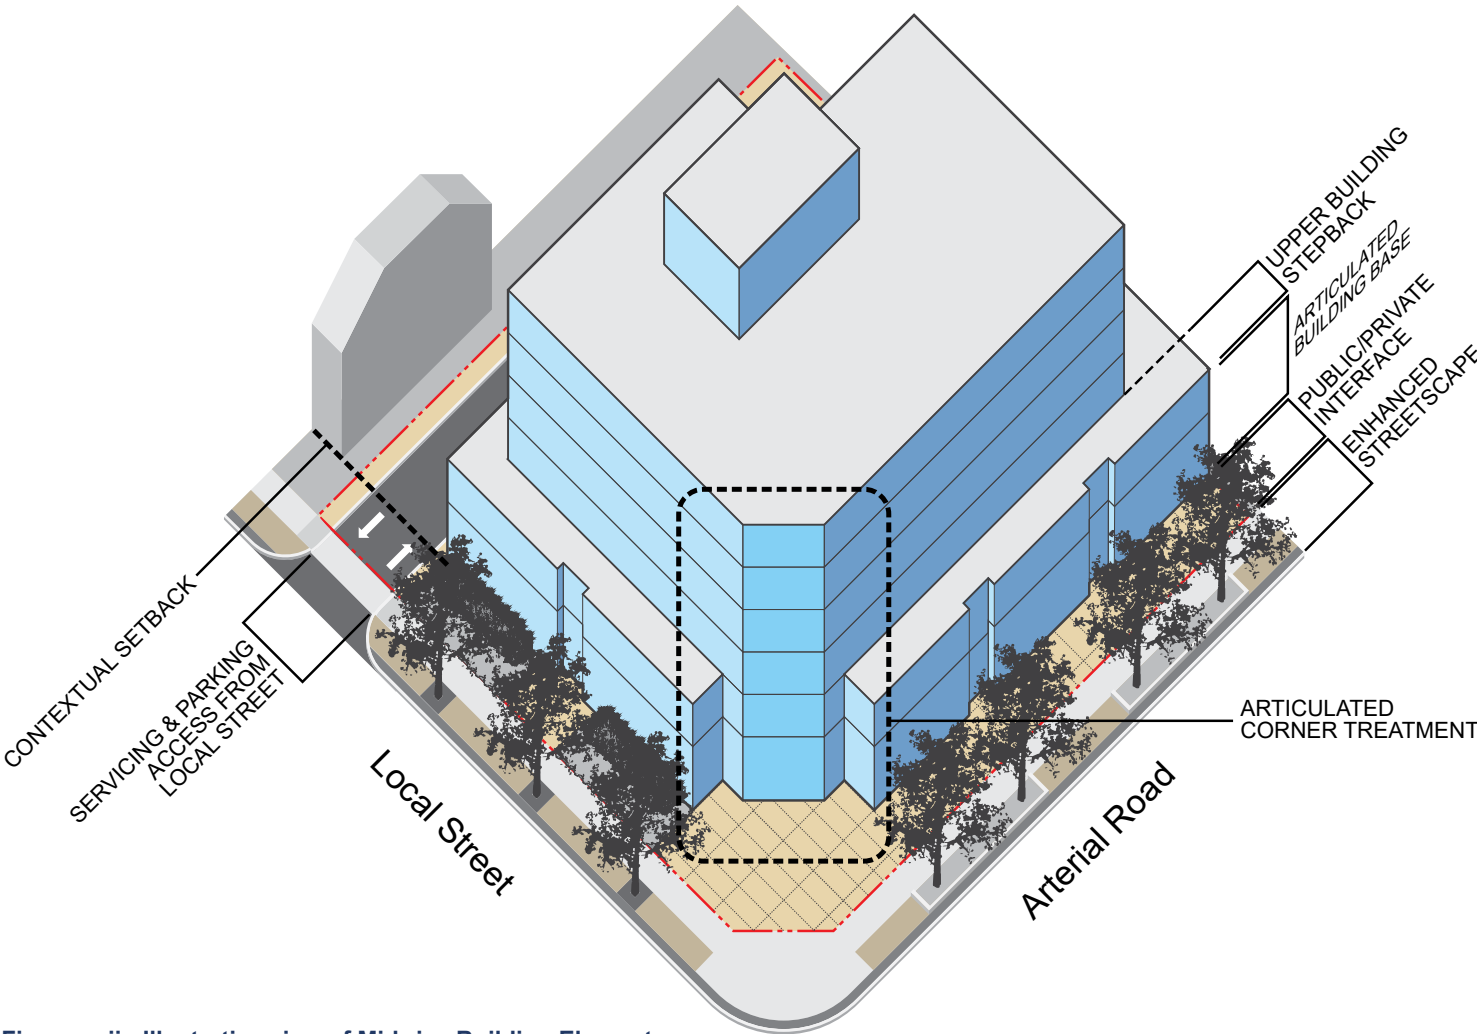 UPPER BUILDING
STEPBACK
ARTICULATED
BUILDING BASE
PUBLIC/PRIVATE
INTERFACE
ENHANCED
STREETSCAPE
CONTEXTUAL SETBACK
SERVICING & PARKING
ACCESS FROM
LOCAL STREET
Local Street
Arterial Road
ARTICULATED
CORNER TREATMENT